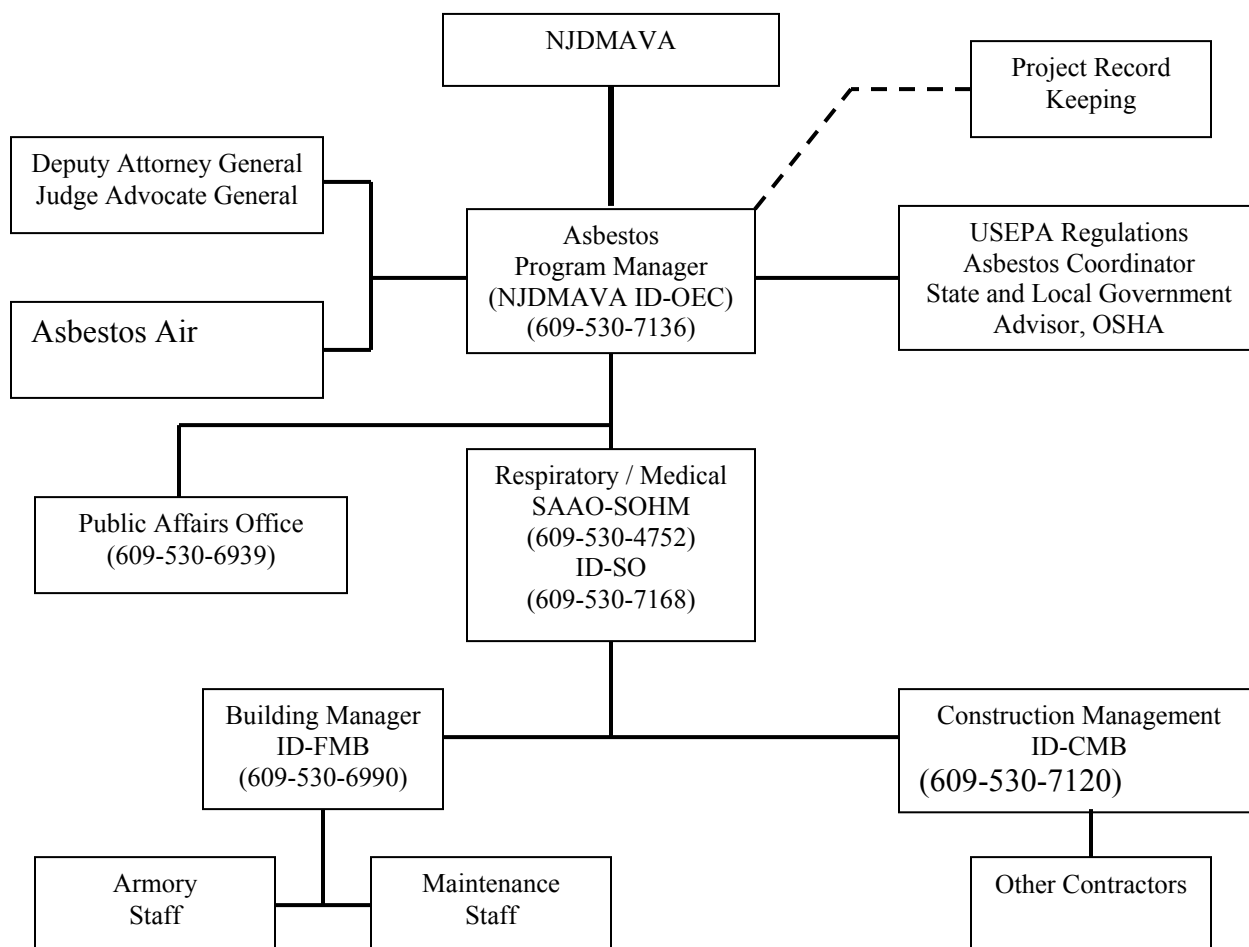 NJDMAVA
Project Record
Keeping
Deputy Attorney General
Judge Advocate General
Asbestos
Program Manager
(NJDMAVA ID-OEC)
(609-530-7136)
USEPA Regulations
Asbestos Coordinator
State and Local Government
Advisor, OSHA
Asbestos Air
Public Affairs Office
(609-530-6939)
Respiratory / Medical
SAAO-SOHM
(609-530-4752)
ID-SO
(609-530-7168)
Building Manager
ID-FMB
(609-530-6990)
Construction Management
ID-CMB
(609-530-7120)
Armory
Staff
Maintenance
Staff
Other Contractors